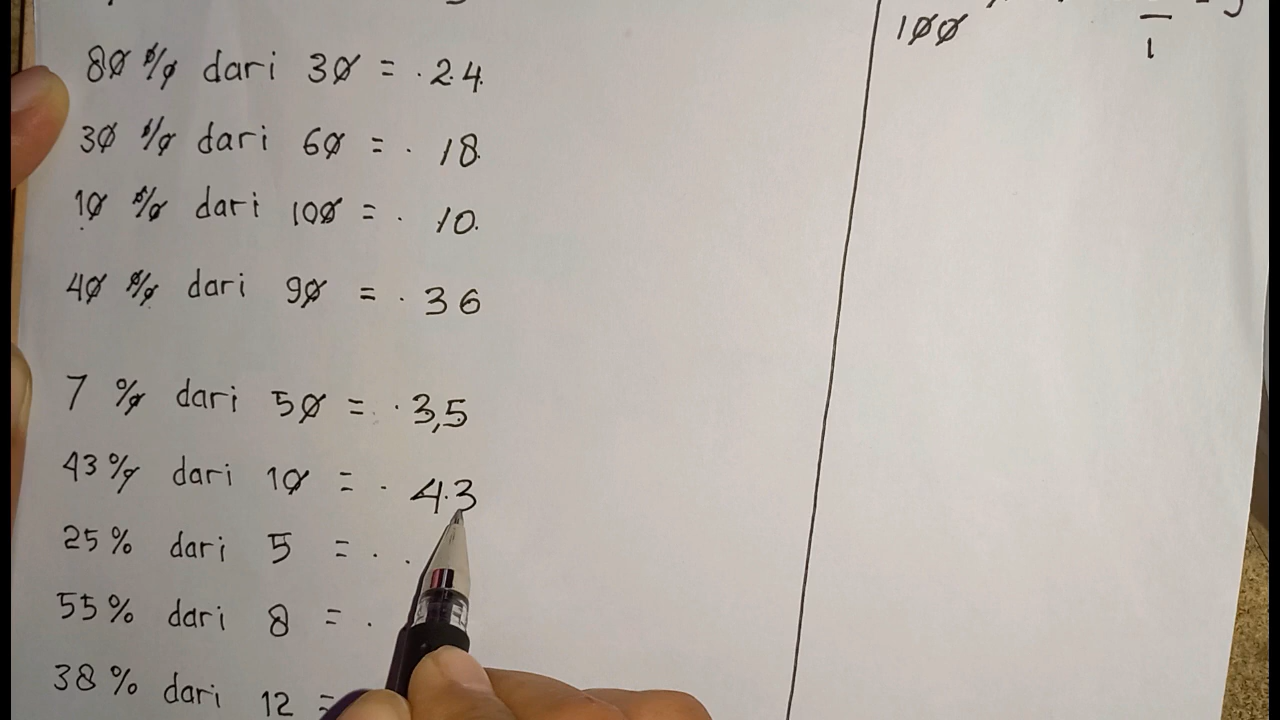 80 % dari 30 = . 24.
30 % dari 60 = . 18.
10 % dari 100 = . 10.
40 % dari 90 = . 36
7 % dari 50 = . 3,5
43% dari 10 = . 4.3
25% dari 5 = . .
55% dari 8 = .
38% dari 12 =
100
1